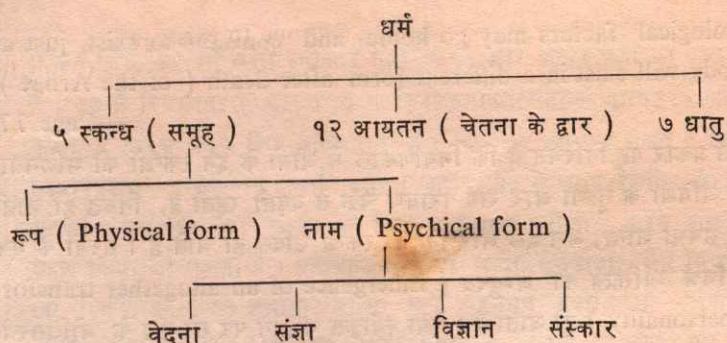 धर्म
५ स्कन्ध ( समूह ) १२ आयतन ( चेतना के द्वार ) ७ धातु
रूप ( Physical form ) नाम ( Psychical form )
वेदना संज्ञा विज्ञान संस्कार